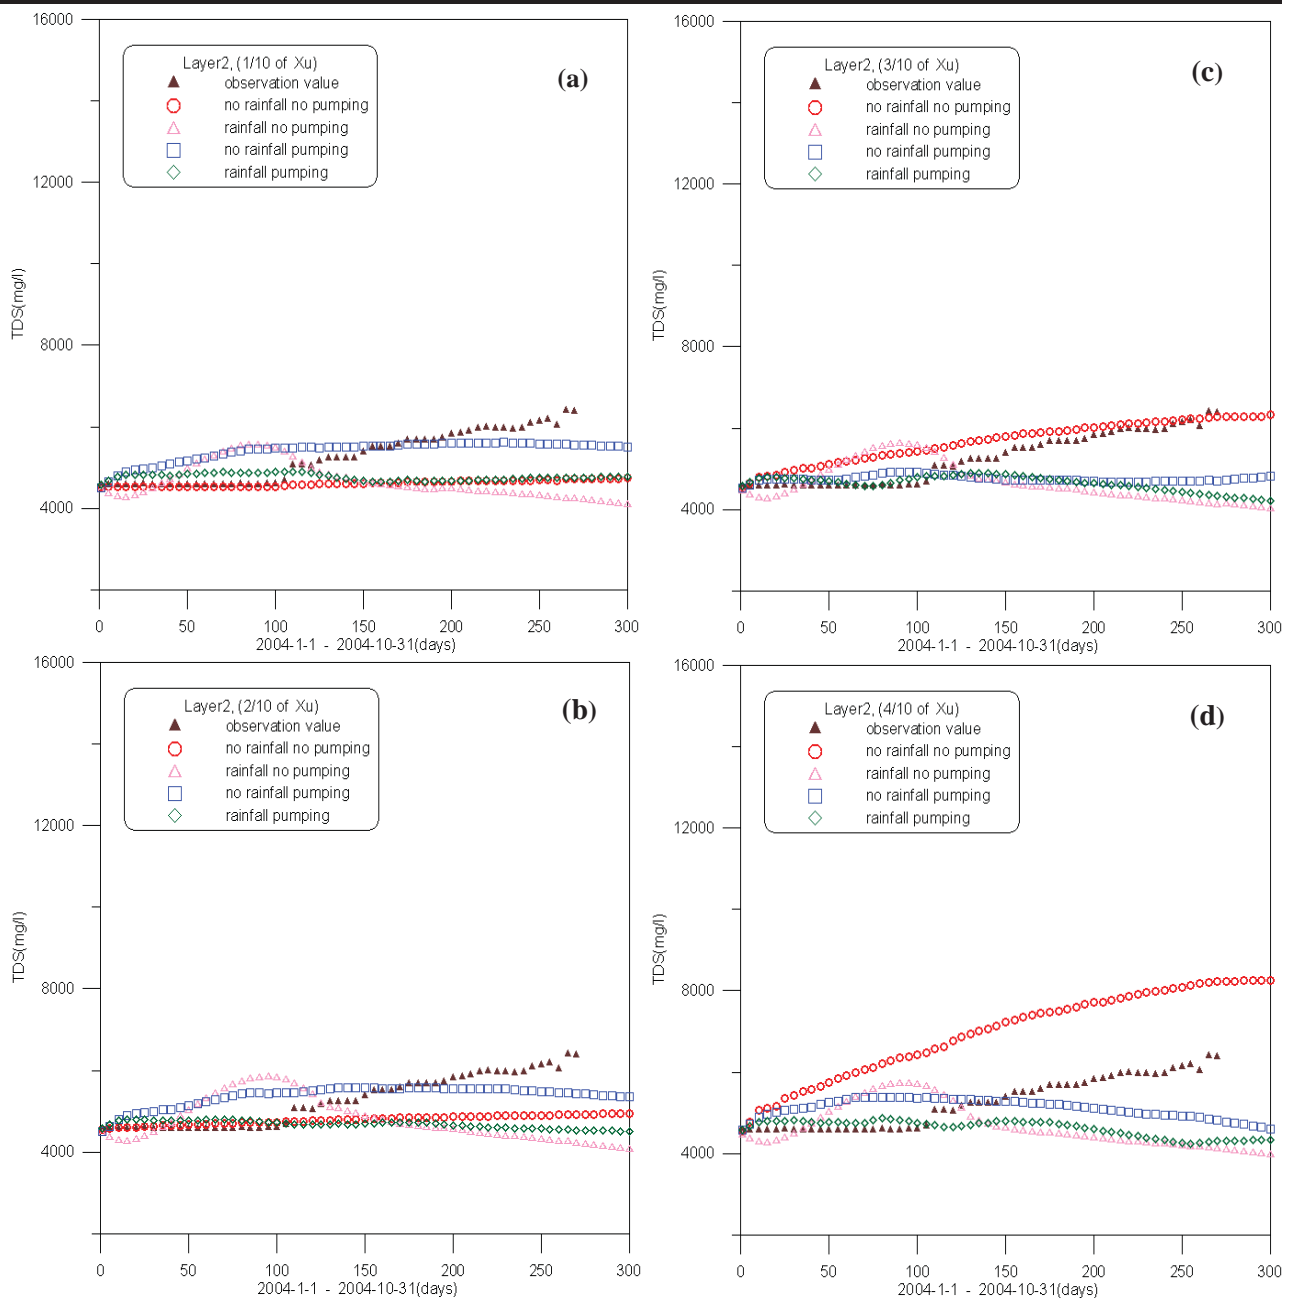 16000
12000
8000
4000
TDS(mg/l)
Layer2, (1/10 of Xu)
observation value
no rainfall no pumping
rainfall no pumping
no rainfall pumping
rainfall pumping
(a)
0 50 100 150 200 250 300
2004-1-1 - 2004-10-31(days)
16000
12000
8000
4000
TDS(mg/l)
Layer2, (3/10 of Xu)
observation value
no rainfall no pumping
rainfall no pumping
no rainfall pumping
rainfall pumping
(c)
0 50 100 150 200 250 300
2004-1-1 - 2004-10-31(days)
16000
12000
8000
4000
TDS(mg/l)
Layer2, (2/10 of Xu)
observation value
no rainfall no pumping
rainfall no pumping
no rainfall pumping
rainfall pumping
(b)
0 50 100 150 200 250 300
2004-1-1 - 2004-10-31(days)
16000
12000
8000
4000
TDS(mg/l)
Layer2, (4/10 of Xu)
observation value
no rainfall no pumping
rainfall no pumping
no rainfall pumping
rainfall pumping
(d)
0 50 100 150 200 250 300
2004-1-1 - 2004-10-31(days)